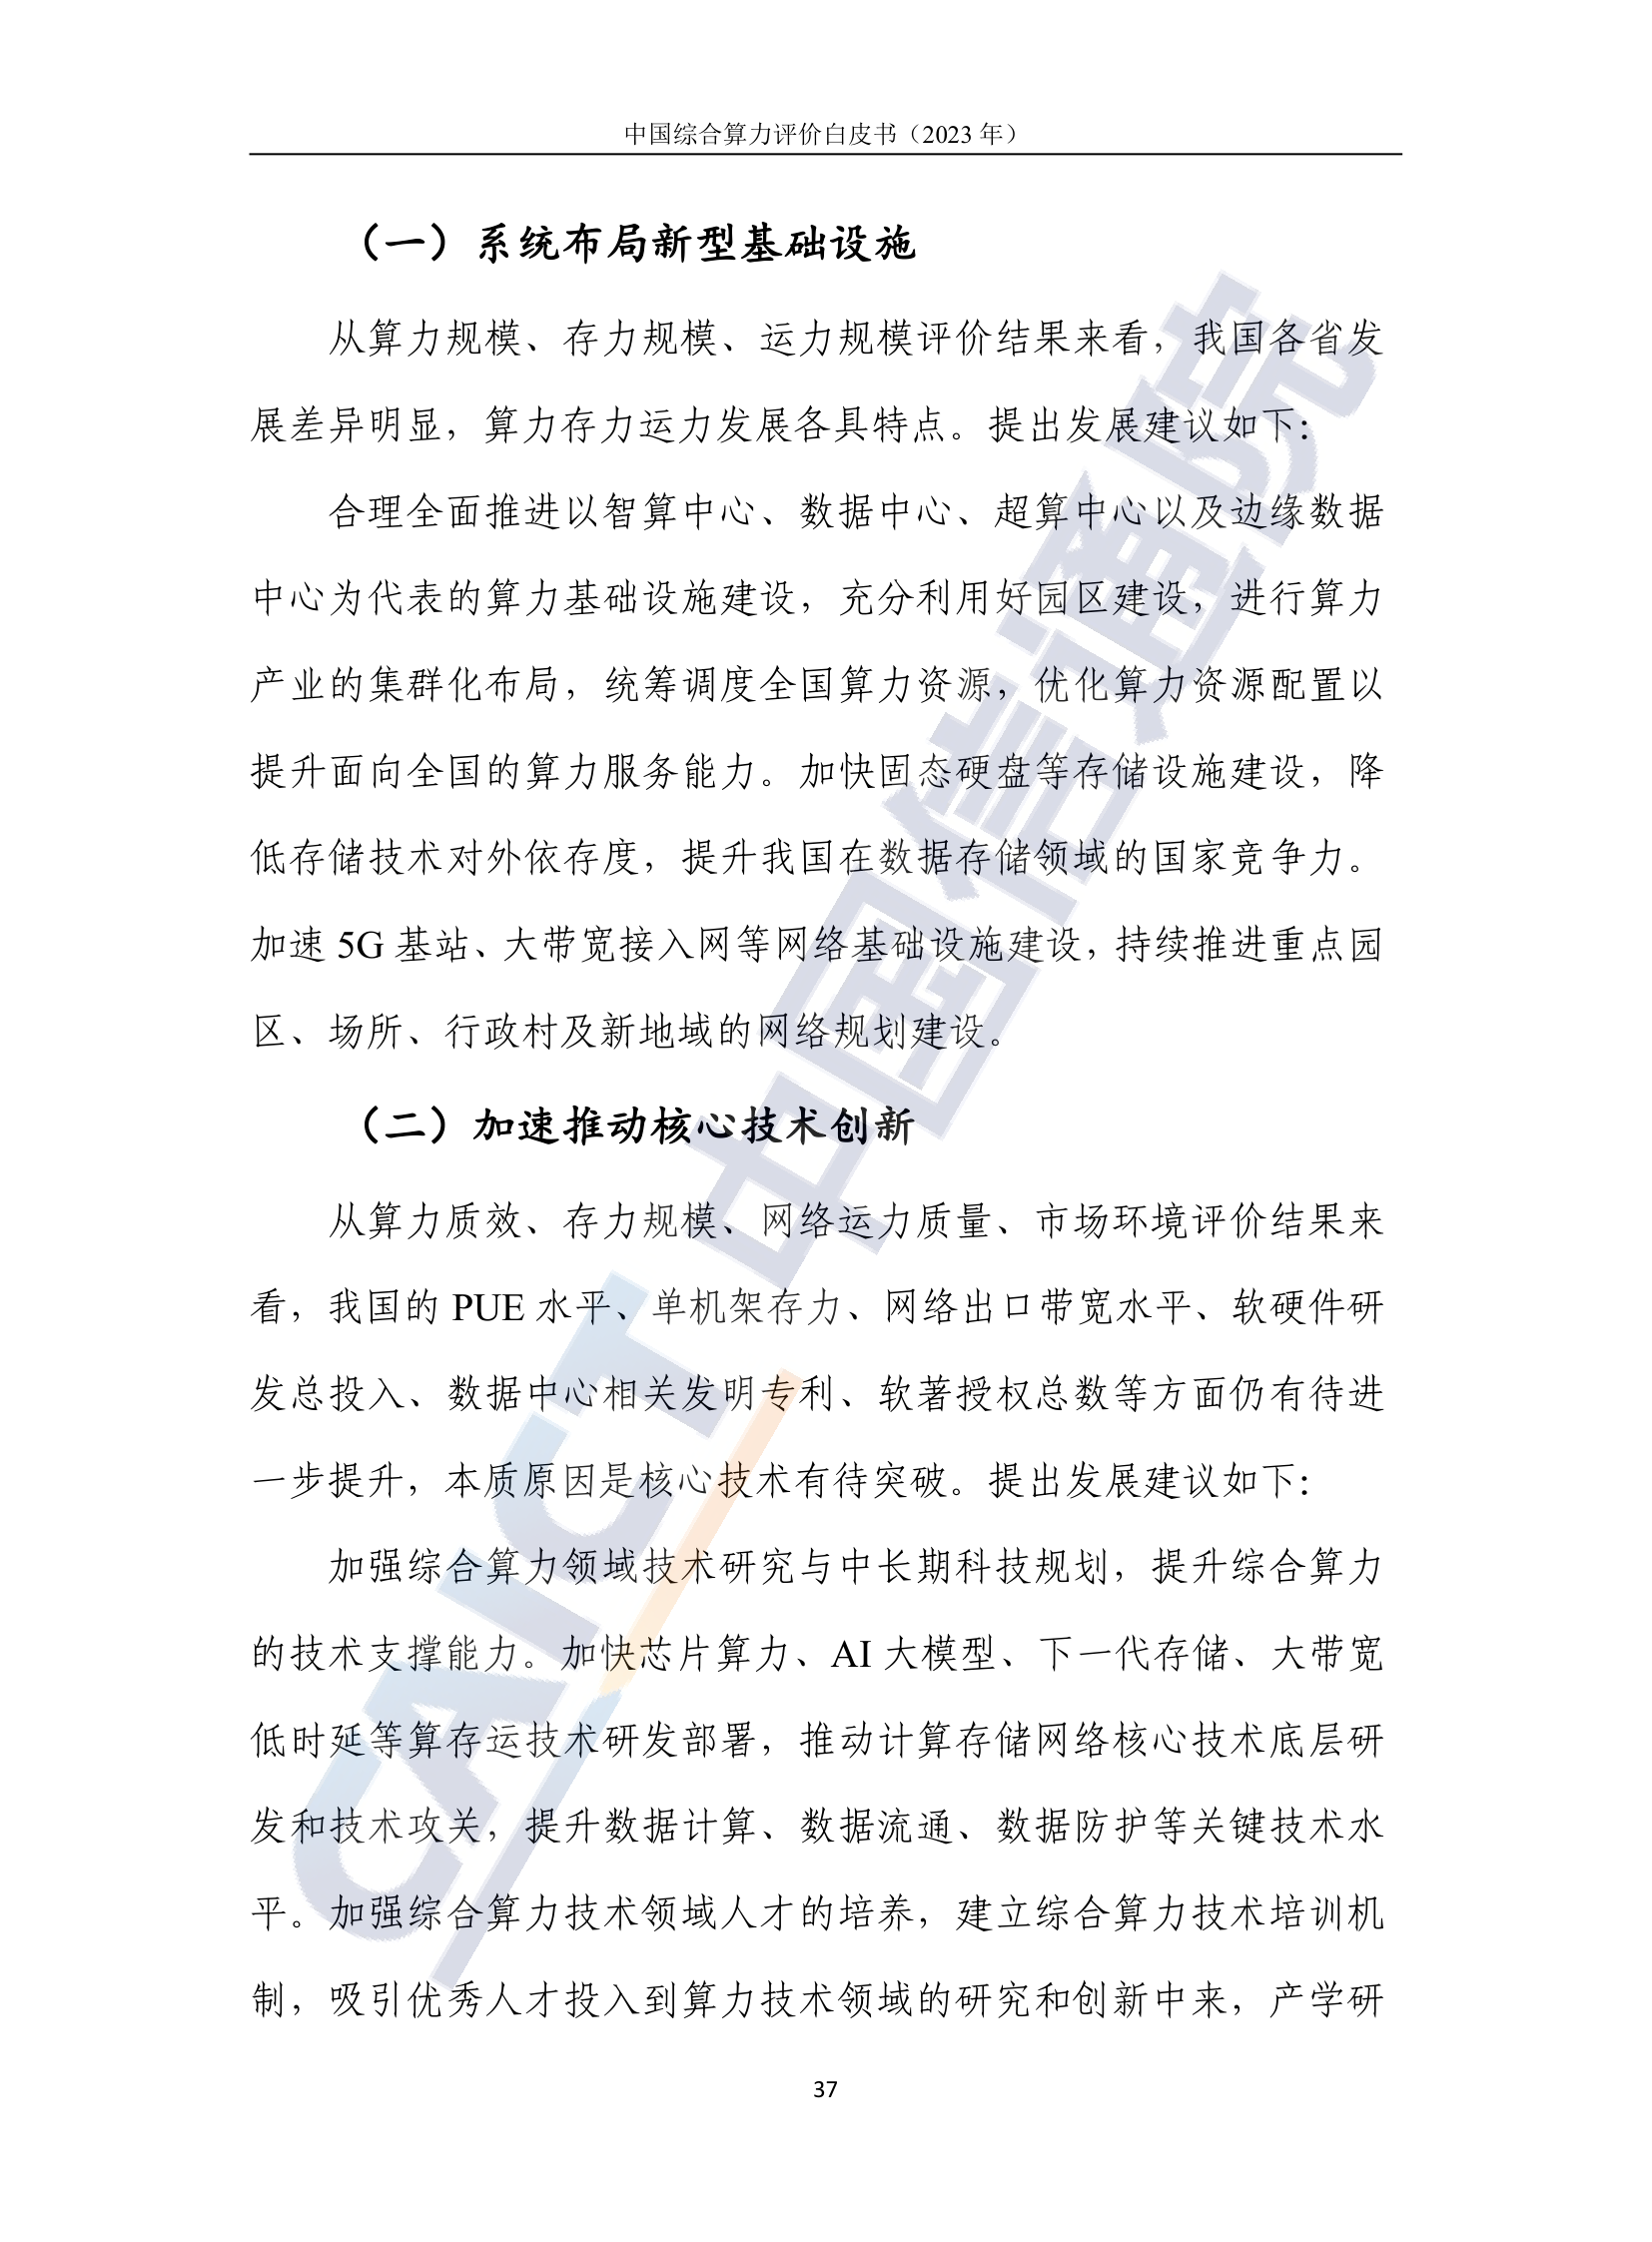 中国综合算力评价白皮书（2023 年）
（一）系统布局新型基础设施
从算力规模、存力规模、运力规模评价结果来看，我国各省发
展差异明显，算力存力运力发展各具特点。提出发展建议如下：
合理全面推进以智算中心、数据中心、超算中心以及边缘数据
中心为代表的算力基础设施建设，充分利用好园区建设，进行算力
产业的集群化布局，统筹调度全国算力资源，优化算力资源配置以
提升面向全国的算力服务能力。加快固态硬盘等存储设施建设，降
低存储技术对外依存度，提升我国在数据存储领域的国家竞争力。
加速 5G 基站、大带宽接入网等网络基础设施建设，持续推进重点园
区、场所、行政村及新地域的网络规划建设。
（二）加速推动核心技术创新
从算力质效、存力规模、网络运力质量、市场环境评价结果来
看，我国的 PUE 水平、单机架存力、网络出口带宽水平、软硬件研
发总投入、数据中心相关发明专利、软著授权总数等方面仍有待进
一步提升，本质原因是核心技术有待突破。提出发展建议如下：
加强综合算力领域技术研究与中长期科技规划，提升综合算力
的技术支撑能力。加快芯片算力、AI 大模型、下一代存储、大带宽
低时延等算存运技术研发部署，推动计算存储网络核心技术底层研
发和技术攻关，提升数据计算、数据流通、数据防护等关键技术水
平。加强综合算力技术领域人才的培养，建立综合算力技术培训机
制，吸引优秀人才投入到算力技术领域的研究和创新中来，产学研
37
CAICT 中国信通院